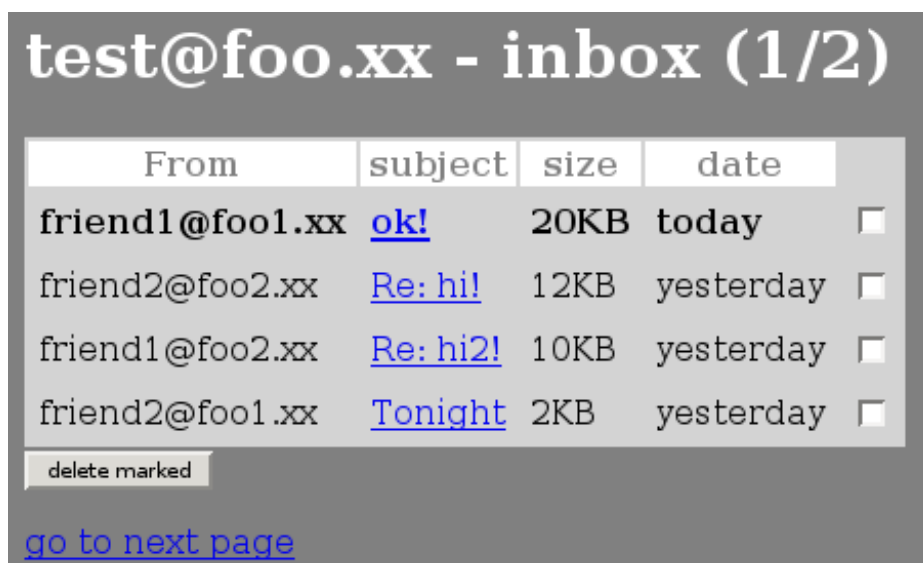 test@foo.xx - inbox (1/2)
From subject size date
friend1@foo1.xx ok! 20KB today
friend2@foo2.xx Re: hi! 12KB yesterday
friend1@foo2.xx Re: hi2! 10KB yesterday
friend2@foo1.xx Tonight 2KB yesterday
delete marked
go to next page